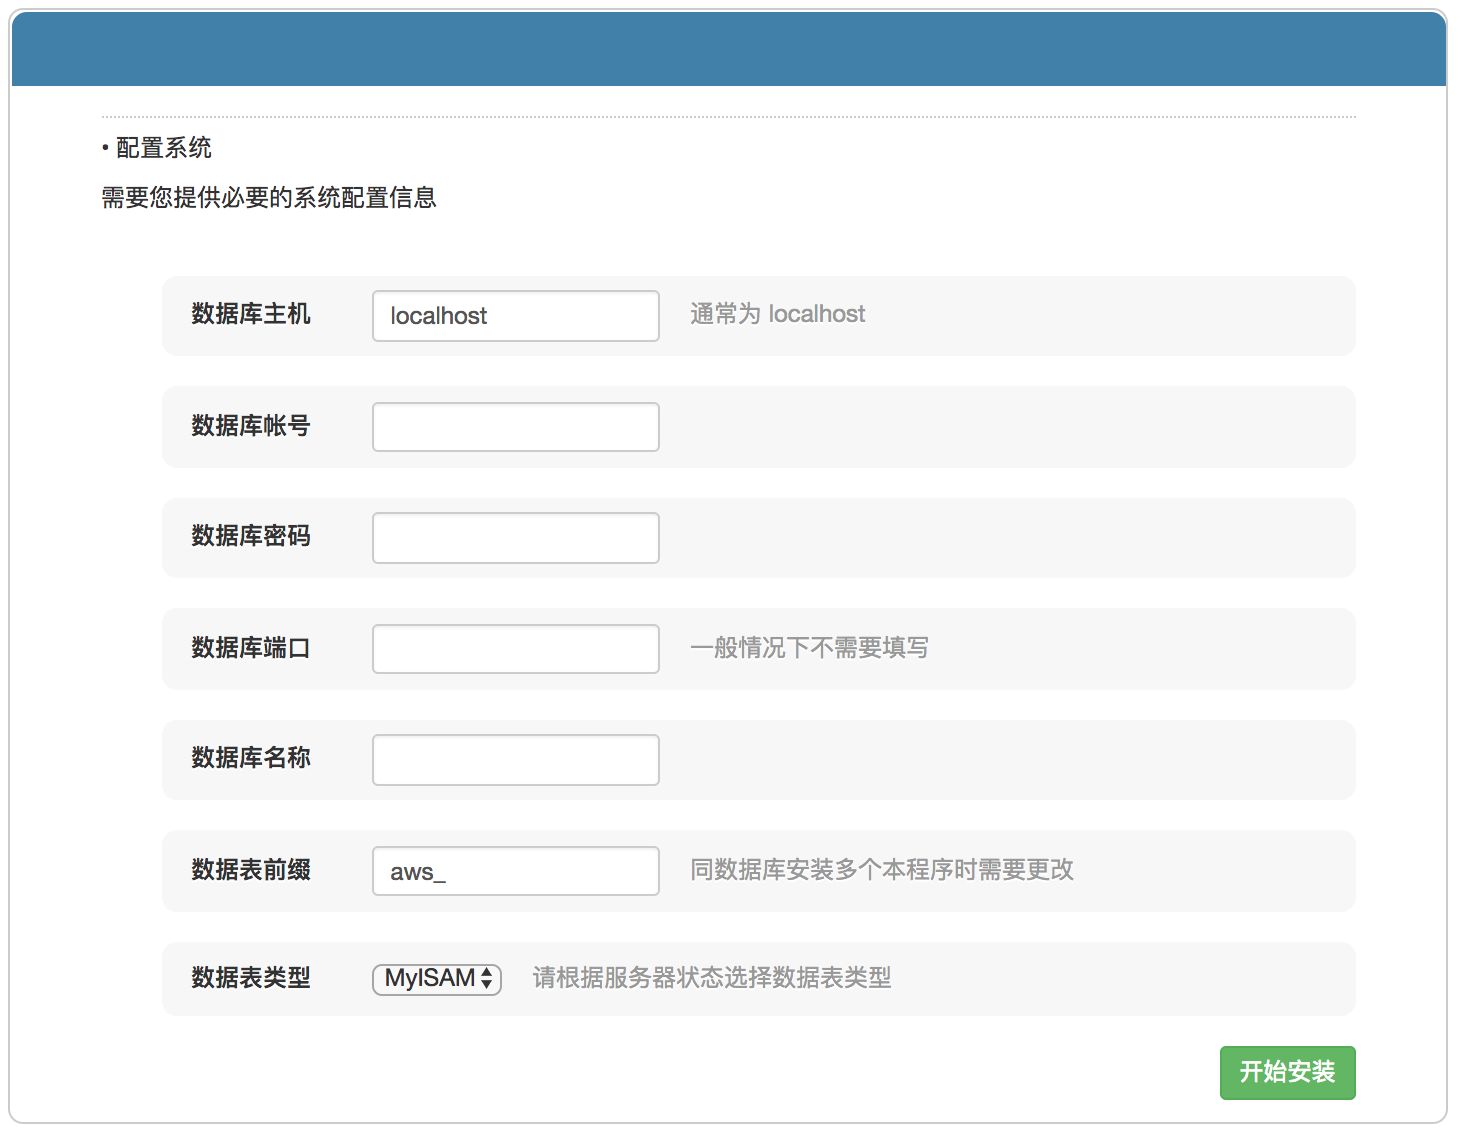 • 配置系统
需要您提供必要的系统配置信息
数据库主机 localhost 通常为 localhost
数据库帐号
数据库密码
数据库端口 一般情况下不需要填写
数据库名称
数据表前缀 aws_ 同数据库安装多个本程序时需要更改
数据表类型 MyISAM 请根据服务器状态选择数据表类型
开始安装